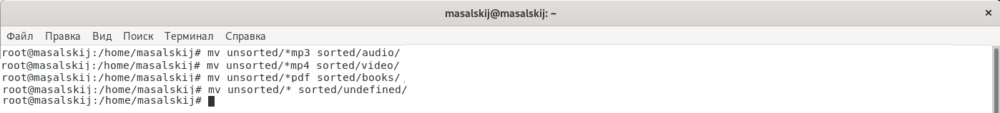 masalskij@masalskij: ~ ×
Файл Правка Вид Поиск Терминал Справка
root@masalskij:/home/masalskij# mv unsorted/*mp3 sorted/audio/
root@masalskij:/home/masalskij# mv unsorted/*mp4 sorted/video/
root@masalskij:/home/masalskij# mv unsorted/*pdf sorted/books/
root@masalskij:/home/masalskij# mv unsorted/* sorted/undefined/
root@masalskij:/home/masalskij#